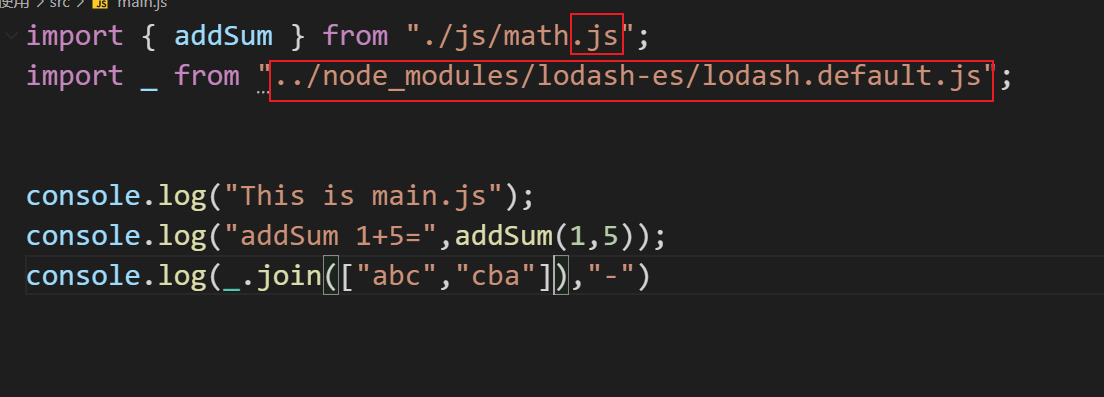 使用 > src > JS main.js
import { addSum } from "./js/math.js";
import _ from "../node_modules/lodash-es/lodash.default.js";
console.log("This is main.js");
console.log("addSum 1+5=",addSum(1,5));
console.log(_.join(["abc","cba"]),"-")